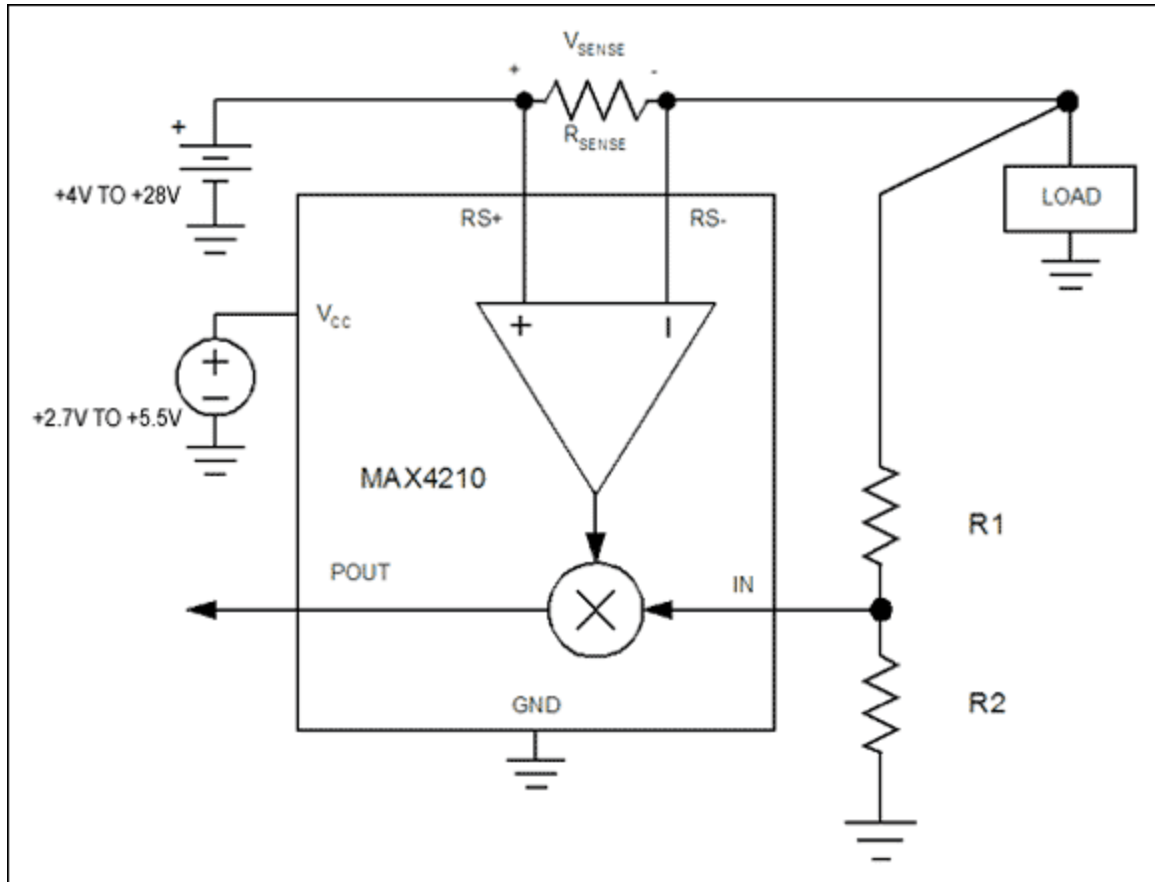 VSENSE
+ -
RSENSE
+
+4V TO +28V
RS+ RS-
LOAD
VCC
+ -
+
-
+2.7V TO +5.5V
MAX4210
R1
POUT
IN
R2
GND